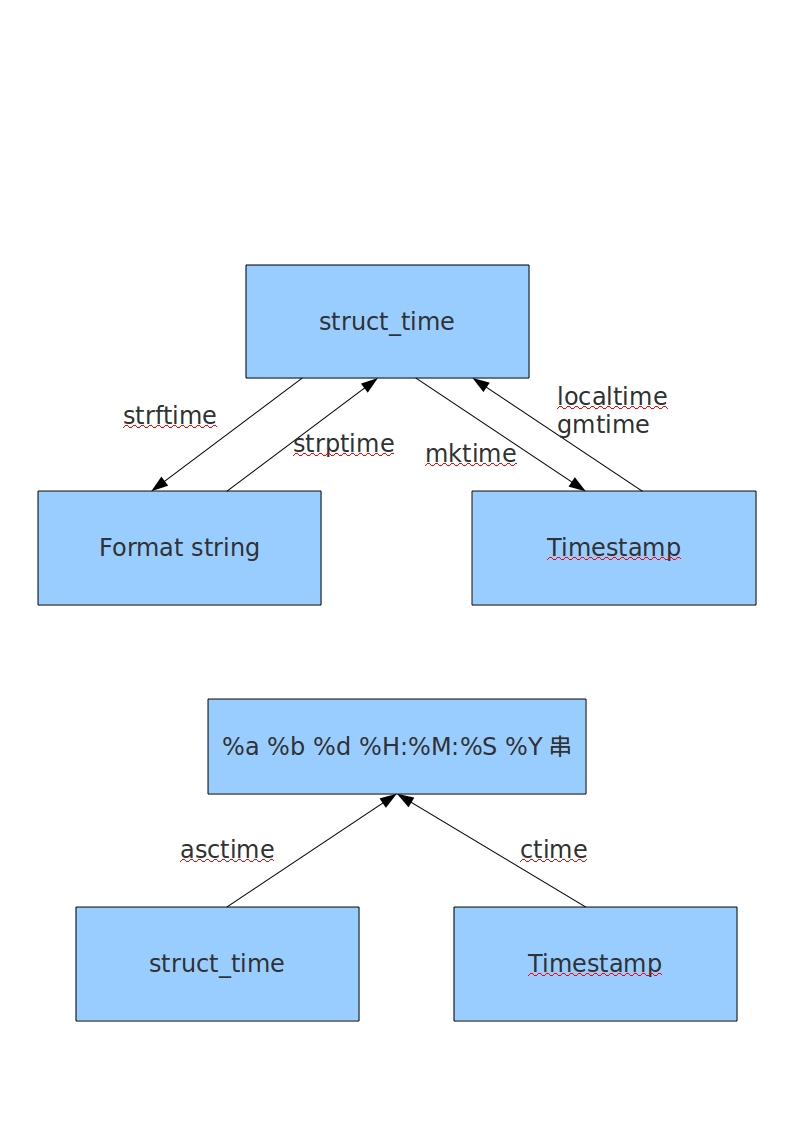 struct_time
strftime
strptime
mktime
localtime
gmtime
Format string
Timestamp
%a %b %d %H:%M:%S %Y 串
asctime
ctime
struct_time
Timestamp